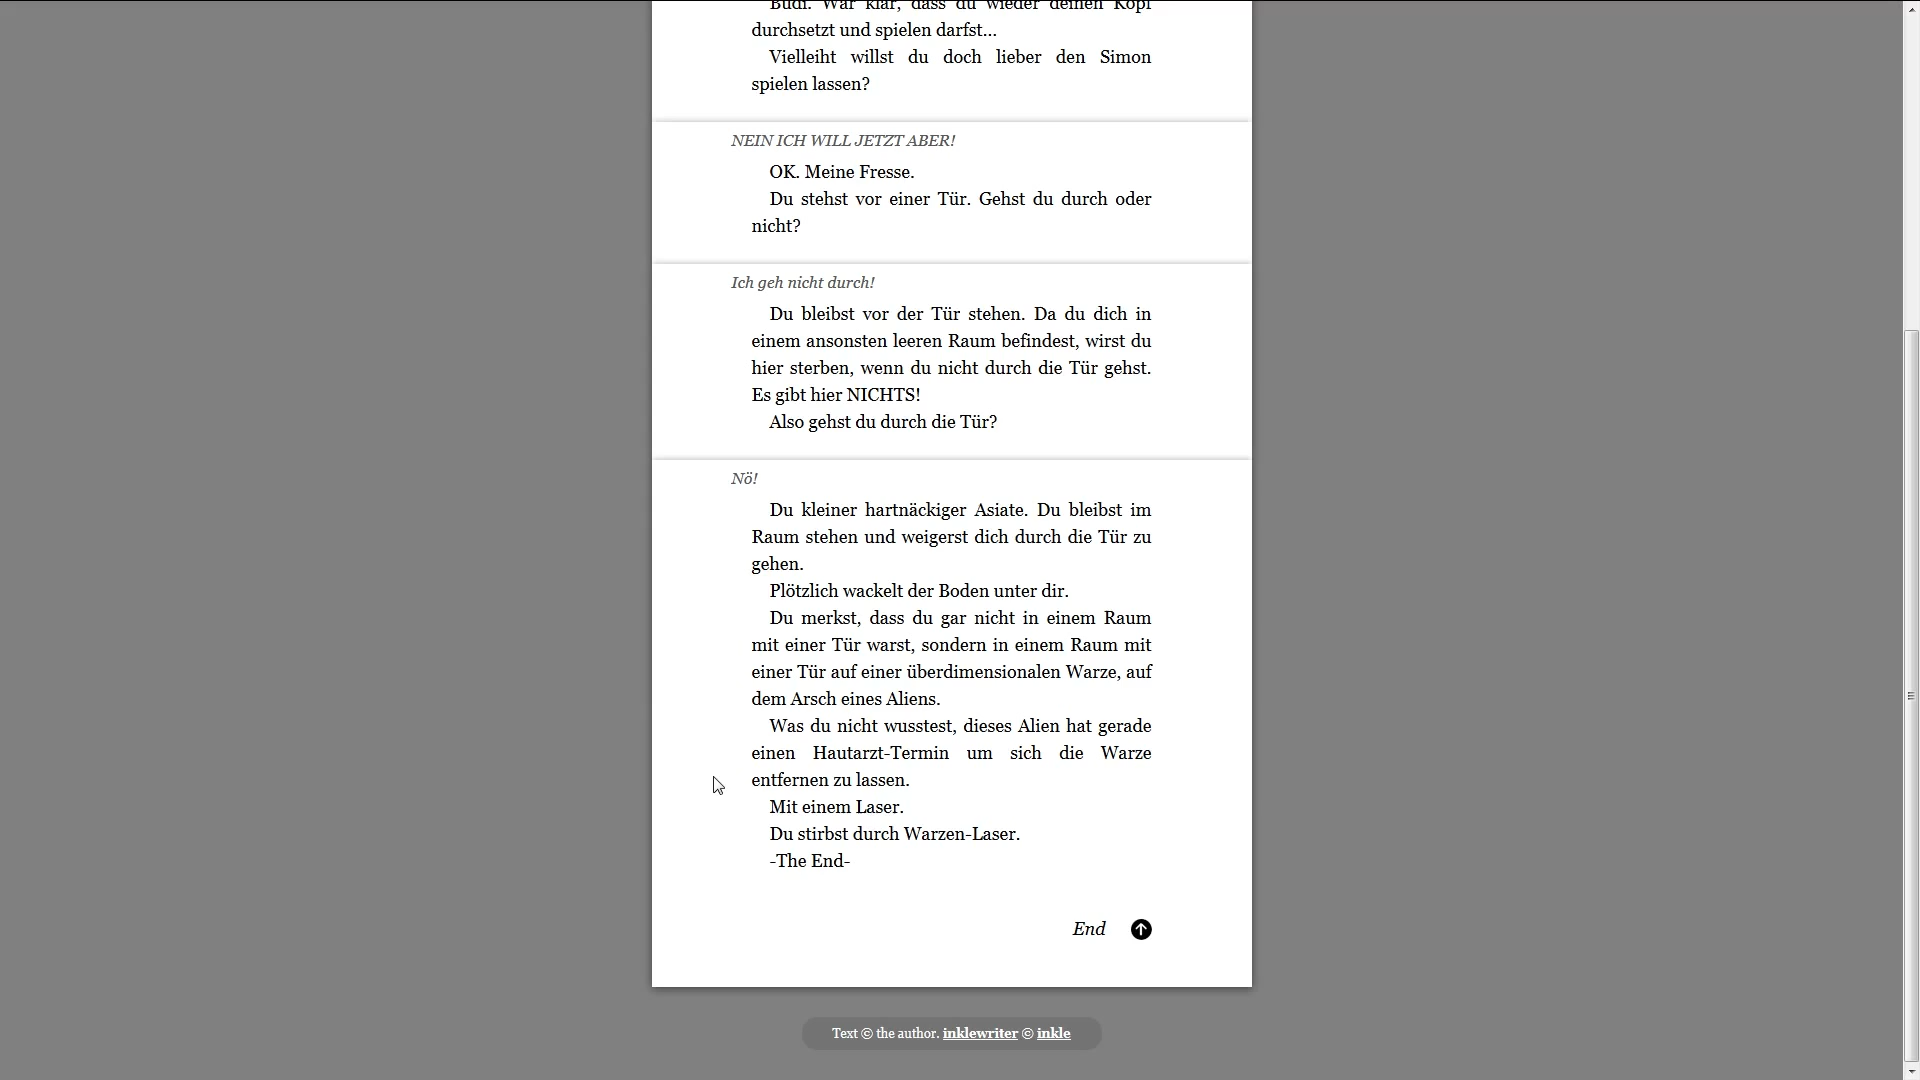 Budi. War klar, dass du wieder deinen Kopf
durchsetzt und spielen darfst...
Vielleiht willst du doch lieber den Simon
spielen lassen?
NEIN ICH WILL JETZT ABER!
OK. Meine Fresse.
Du stehst vor einer Tür. Gehst du durch oder
nicht?
Ich geh nicht durch!
Du bleibst vor der Tür stehen. Da du dich in
einem ansonsten leeren Raum befindest, wirst du
hier sterben, wenn du nicht durch die Tür gehst.
Es gibt hier NICHTS!
Also gehst du durch die Tür?
Nö!
Du kleiner hartnäckiger Asiate. Du bleibst im
Raum stehen und weigerst dich durch die Tür zu
gehen.
Plötzlich wackelt der Boden unter dir.
Du merkst, dass du gar nicht in einem Raum
mit einer Tür warst, sondern in einem Raum mit
einer Tür auf einer überdimensionalen Warze, auf
dem Arsch eines Aliens.
Was du nicht wusstest, dieses Alien hat gerade
einen Hautarzt-Termin um sich die Warze
entfernen zu lassen.
Mit einem Laser.
Du stirbst durch Warzen-Laser.
-The End-
End
Text © the author. inklewriter © inkle